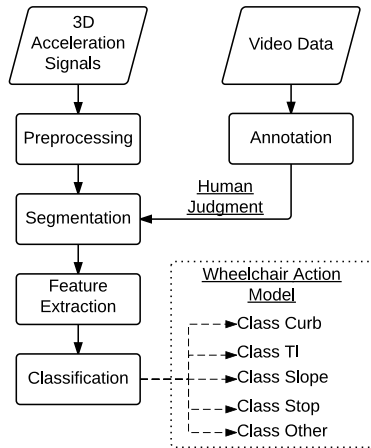 3D
Acceleration
Signals
Video Data
Preprocessing
Annotation
Human
Judgment
Segmentation
Feature
Extraction
Wheelchair Action
Model
Class Curb
Class TI
Classification
Class Slope
Class Stop
Class Other